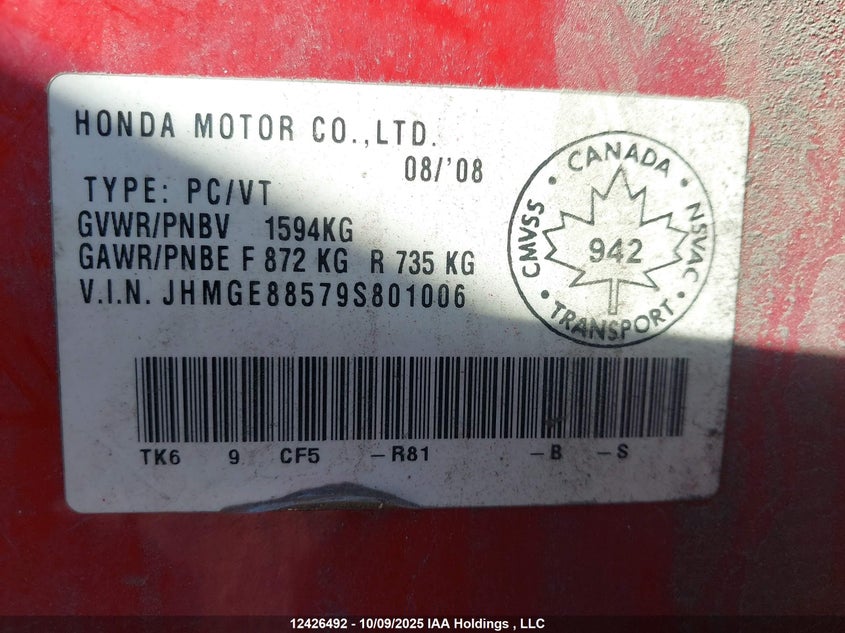 HONDA MOTOR CO.,LTD.
08/'08
TYPE: PC/VT
GVWR/PNBV 1594KG
GAWR/PNBE F 872 KG R 735 KG
V.I.N. JHMGE88579S801006
CANADA
CMVSS
NSVAC
942
TRANSPORT
TK6 9 CF5 -R81 -B -S
12426492 - 10/09/2025 IAA Holdings , LLC